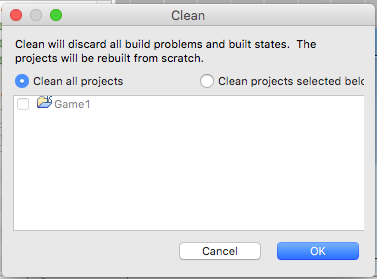 Clean
Clean will discard all build problems and built states. The
projects will be rebuilt from scratch.
Clean all projects
Clean projects selected
Game1
Cancel
OK